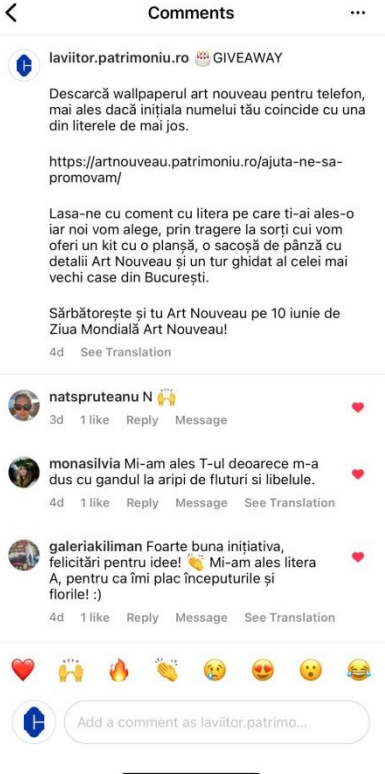 Comments
laviitor.patrimoniu.ro 🎂GIVEAWAY
Descarcă wallpaperul art nouveau pentru telefon,
mai ales dacă inițiala numelui tău coincide cu una
din literele de mai jos.
https://artnouveau.patrimoniu.ro/ajuta-ne-sa-
promovam/
Lasa-ne cu coment cu litera pe care ti-ai ales-o
iar noi vom alege, prin tragere la sorți cui vom
oferi un kit cu o planșă, o sacoșă de pânză cu
detalii Art Nouveau și un tur ghidat al celei mai
vechi case din București.
Sărbătorește și tu Art Nouveau pe 10 iunie de
Ziua Mondială Art Nouveau!
4d See Translation
natspruteanu N 🙌
3d 1 like Reply Message
monasilvia Mi-am ales T-ul deoarece m-a
dus cu gandul la aripi de fluturi si libelule.
4d 1 like Reply Message See Translation
galeriakiliman Foarte buna inițiativa,
felicitări pentru idee! 👏 Mi-am ales litera
A, pentru ca îmi plac începuturile și
florile! :)
4d 1 like Reply Message See Translation
Add a comment as laviitor.patrimo...